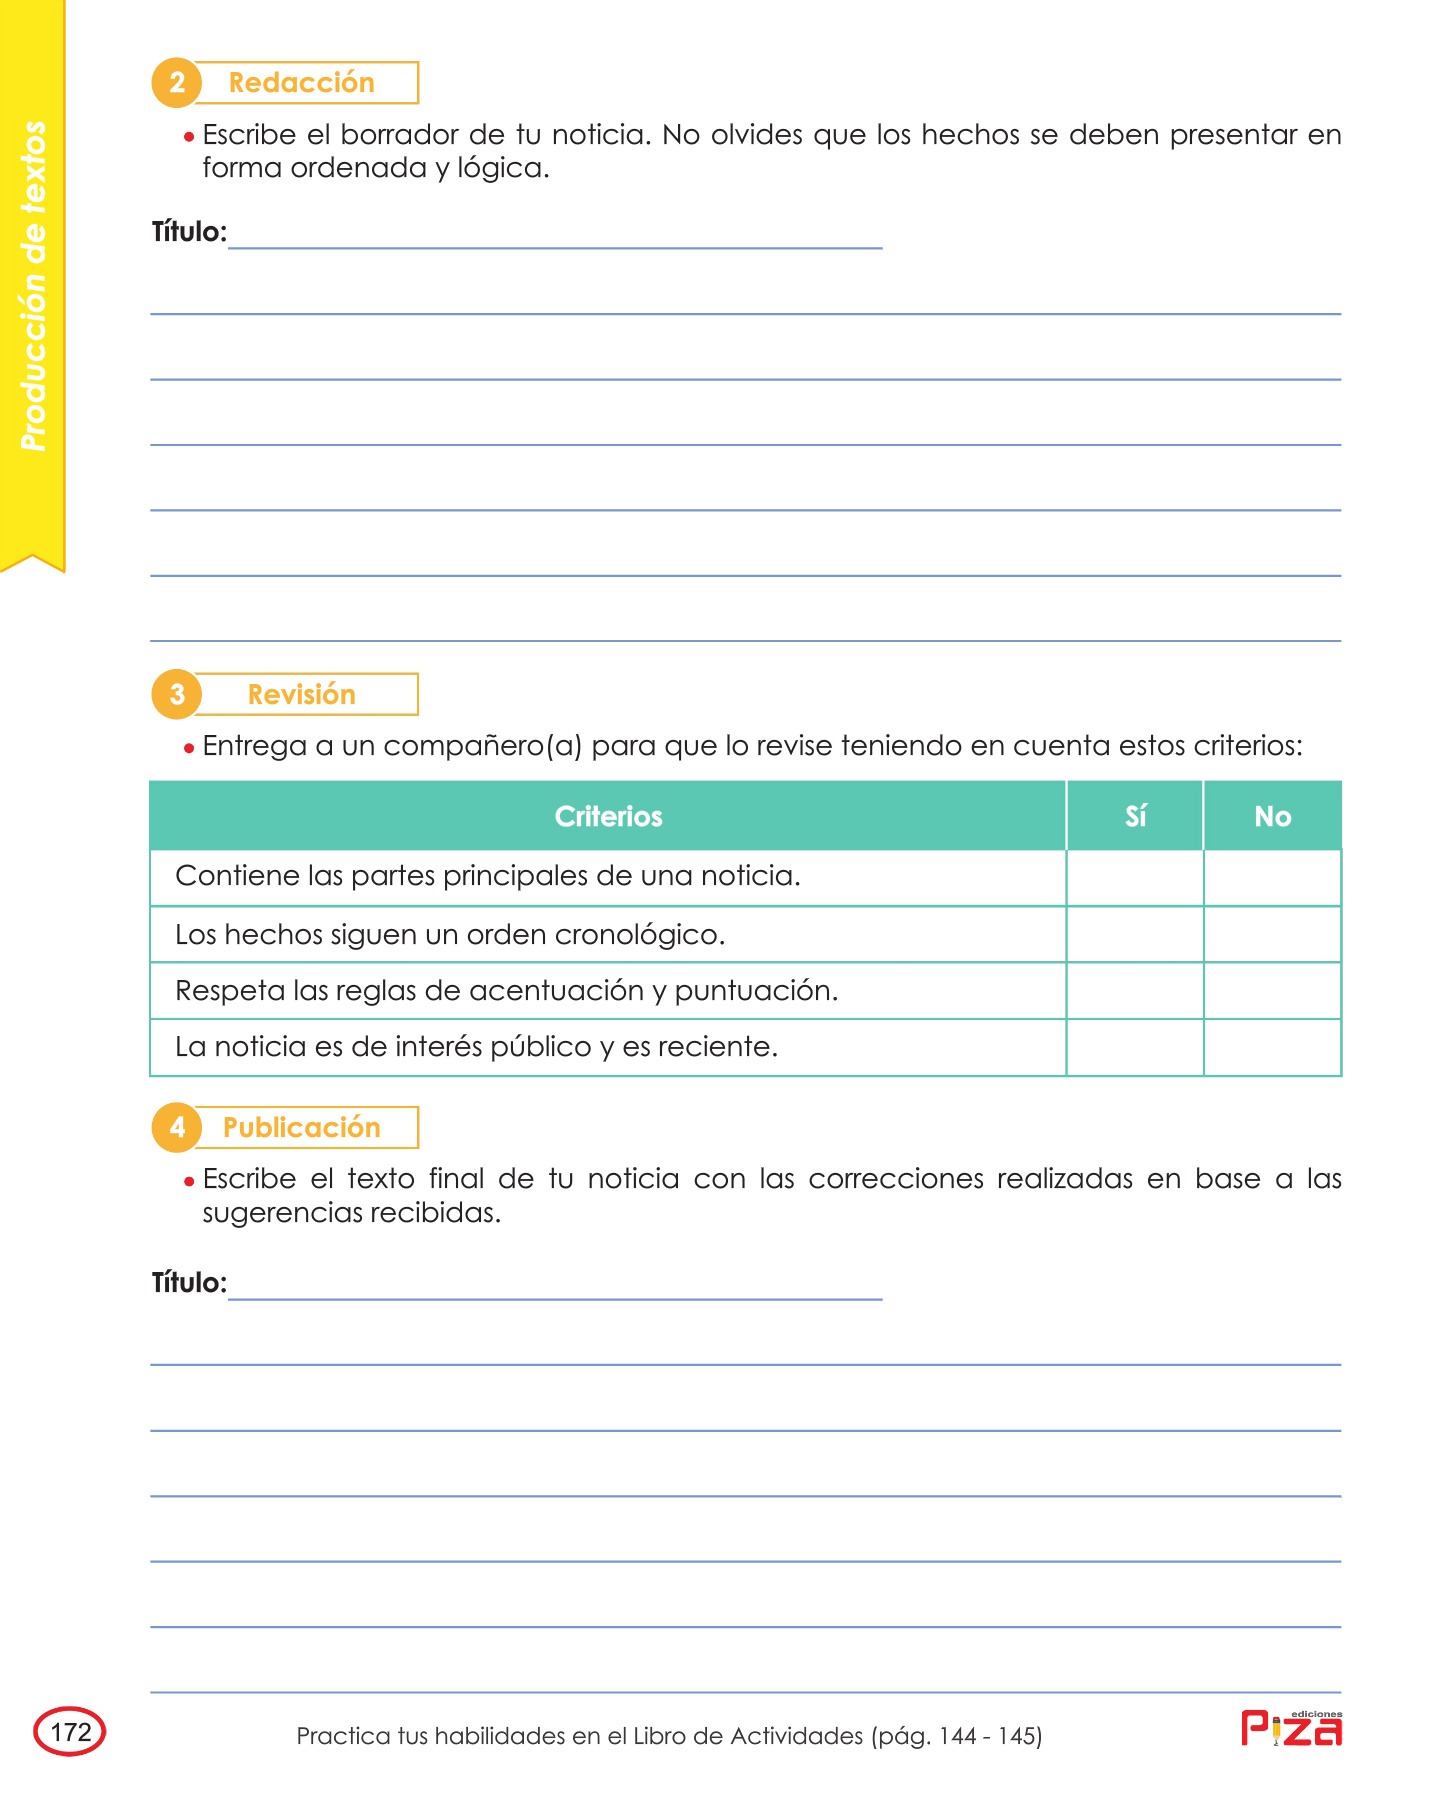 Producción de textos
2 Redacción
• Escribe el borrador de tu noticia. No olvides que los hechos se deben presentar en
forma ordenada y lógica.
Título:
3 Revisión
• Entrega a un compañero(a) para que lo revise teniendo en cuenta estos criterios:
Criterios Sí No
Contiene las partes principales de una noticia.
Los hechos siguen un orden cronológico.
Respeta las reglas de acentuación y puntuación.
La noticia es de interés público y es reciente.
4 Publicación
• Escribe el texto final de tu noticia con las correcciones realizadas en base a las
sugerencias recibidas.
Título:
172
Practica tus habilidades en el Libro de Actividades (pág. 144 - 145)
ediciones
Piza